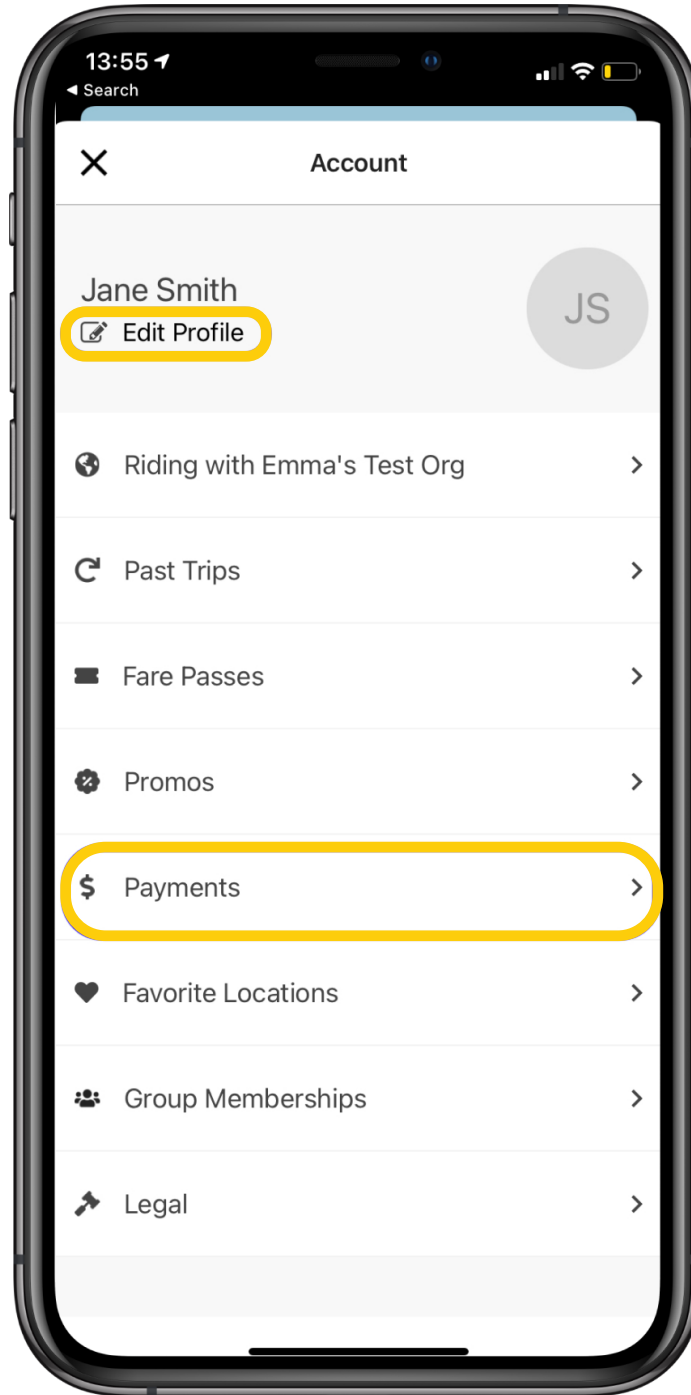 13:55
◀ Search
Account
Jane Smith
JS
Edit Profile
Riding with Emma's Test Org
Past Trips
Fare Passes
Promos
$ Payments
Favorite Locations
Group Memberships
Legal